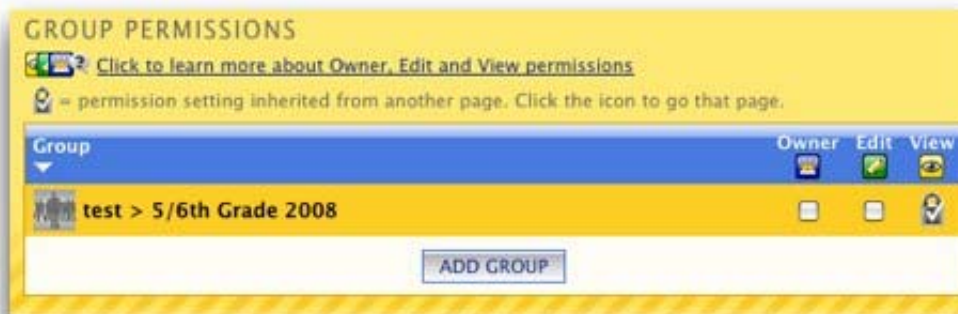 GROUP PERMISSIONS
? Click to learn more about Owner, Edit and View permissions
= permission setting inherited from another page. Click the icon to go that page.
Group Owner Edit View
test > 5/6th Grade 2008
ADD GROUP